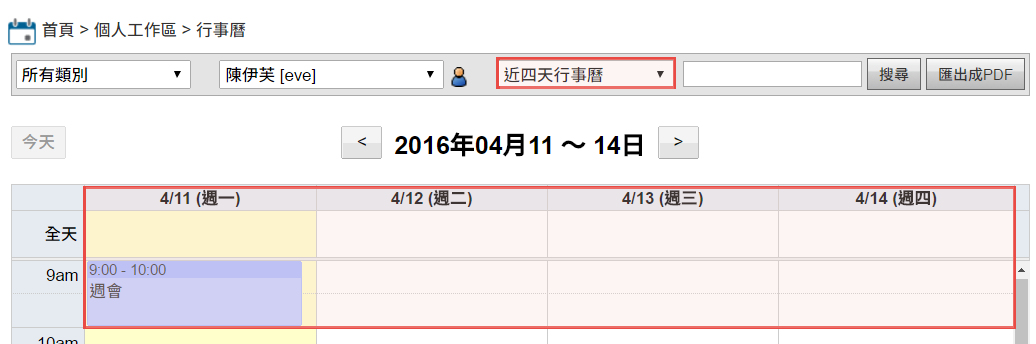 首頁 > 個人工作區 > 行事曆
所有類別 陳伊芙 [eve] 近四天行事曆 搜尋 匯出成PDF
今天 < 2016年04月11 ～ 14日 >
4/11 (週一) 4/12 (週二) 4/13 (週三) 4/14 (週四)
全天
9am 9:00 - 10:00
週會
10am